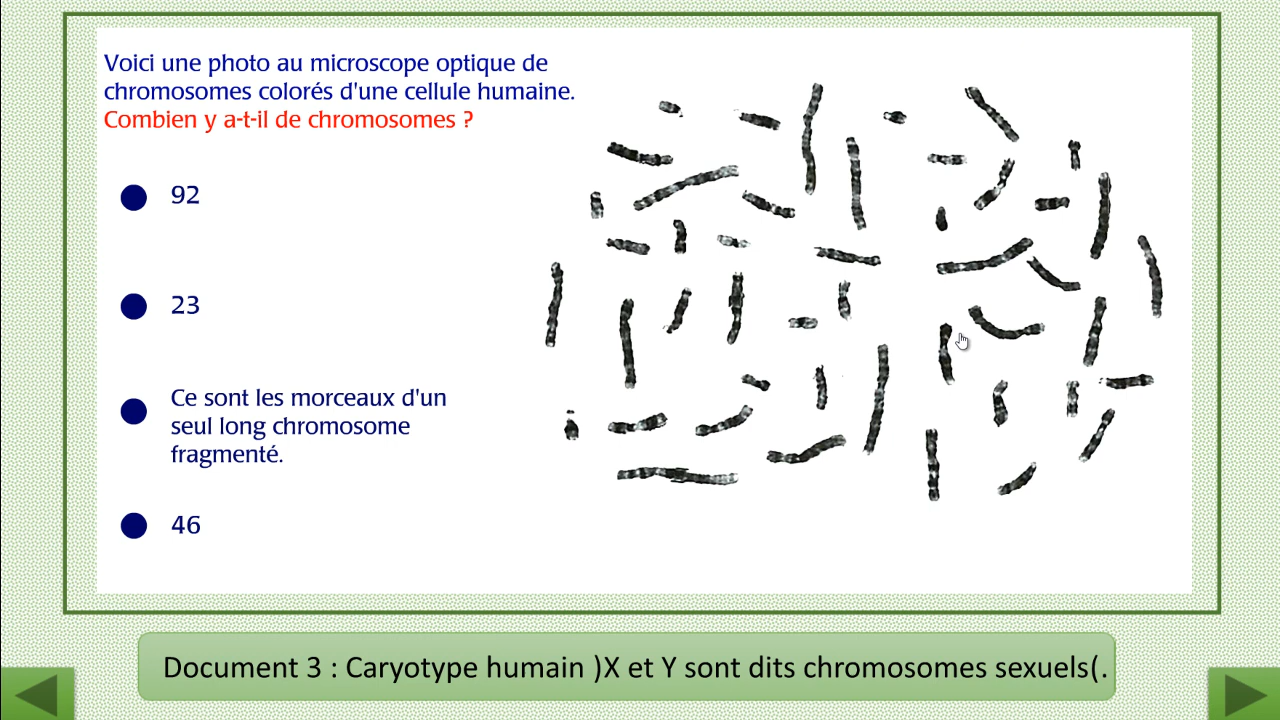 Voici une photo au microscope optique de
chromosomes colorés d'une cellule humaine.
Combien y a-t-il de chromosomes ?
92
23
Ce sont les morceaux d'un
seul long chromosome
fragmenté.
46
Document 3 : Caryotype humain )X et Y sont dits chromosomes sexuels(.